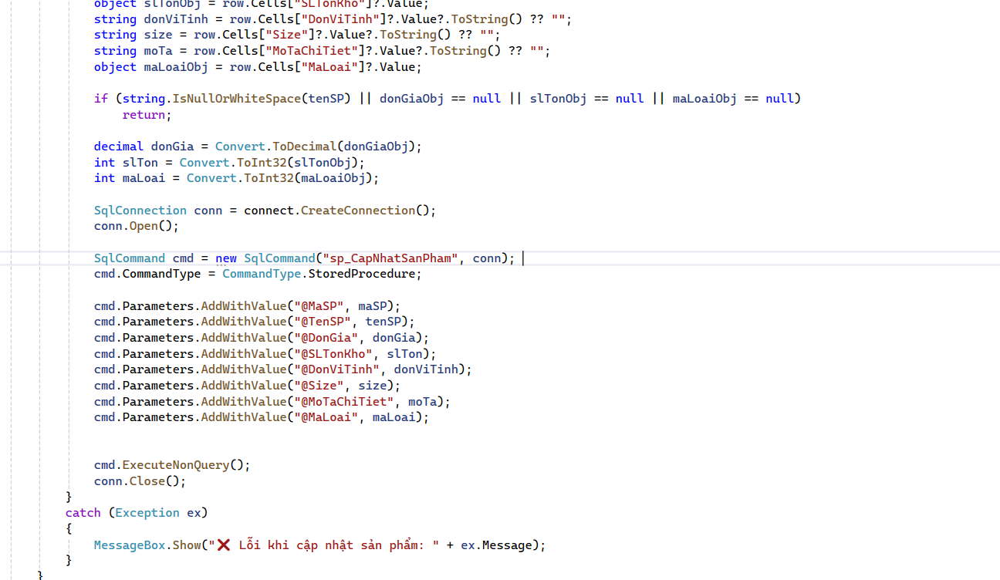 object slTonObj = row.Cells["SLTonKho"]?.Value;
string donViTinh = row.Cells["DonViTinh"]?.Value?.ToString() ?? "";
string size = row.Cells["Size"]?.Value?.ToString() ?? "";
string moTa = row.Cells["MoTaChiTiet"]?.Value?.ToString() ?? "";
object maLoaiObj = row.Cells["MaLoai"]?.Value;
if (string.IsNullOrWhiteSpace(tenSP) || donGiaObj == null || slTonObj == null || maLoaiObj == null)
return;
decimal donGia = Convert.ToDecimal(donGiaObj);
int slTon = Convert.ToInt32(slTonObj);
int maLoai = Convert.ToInt32(maLoaiObj);
SqlConnection conn = connect.CreateConnection();
conn.Open();
SqlCommand cmd = new SqlCommand("sp_CapNhatSanPham", conn);
cmd.CommandType = CommandType.StoredProcedure;
cmd.Parameters.AddWithValue("@MaSP", maSP);
cmd.Parameters.AddWithValue("@TenSP", tenSP);
cmd.Parameters.AddWithValue("@DonGia", donGia);
cmd.Parameters.AddWithValue("@SLTonKho", slTon);
cmd.Parameters.AddWithValue("@DonViTinh", donViTinh);
cmd.Parameters.AddWithValue("@Size", size);
cmd.Parameters.AddWithValue("@MoTaChiTiet", moTa);
cmd.Parameters.AddWithValue("@MaLoai", maLoai);
cmd.ExecuteNonQuery();
conn.Close();
}
catch (Exception ex)
{
MessageBox.Show("❌ Lỗi khi cập nhật sản phẩm: " + ex.Message);
}
}